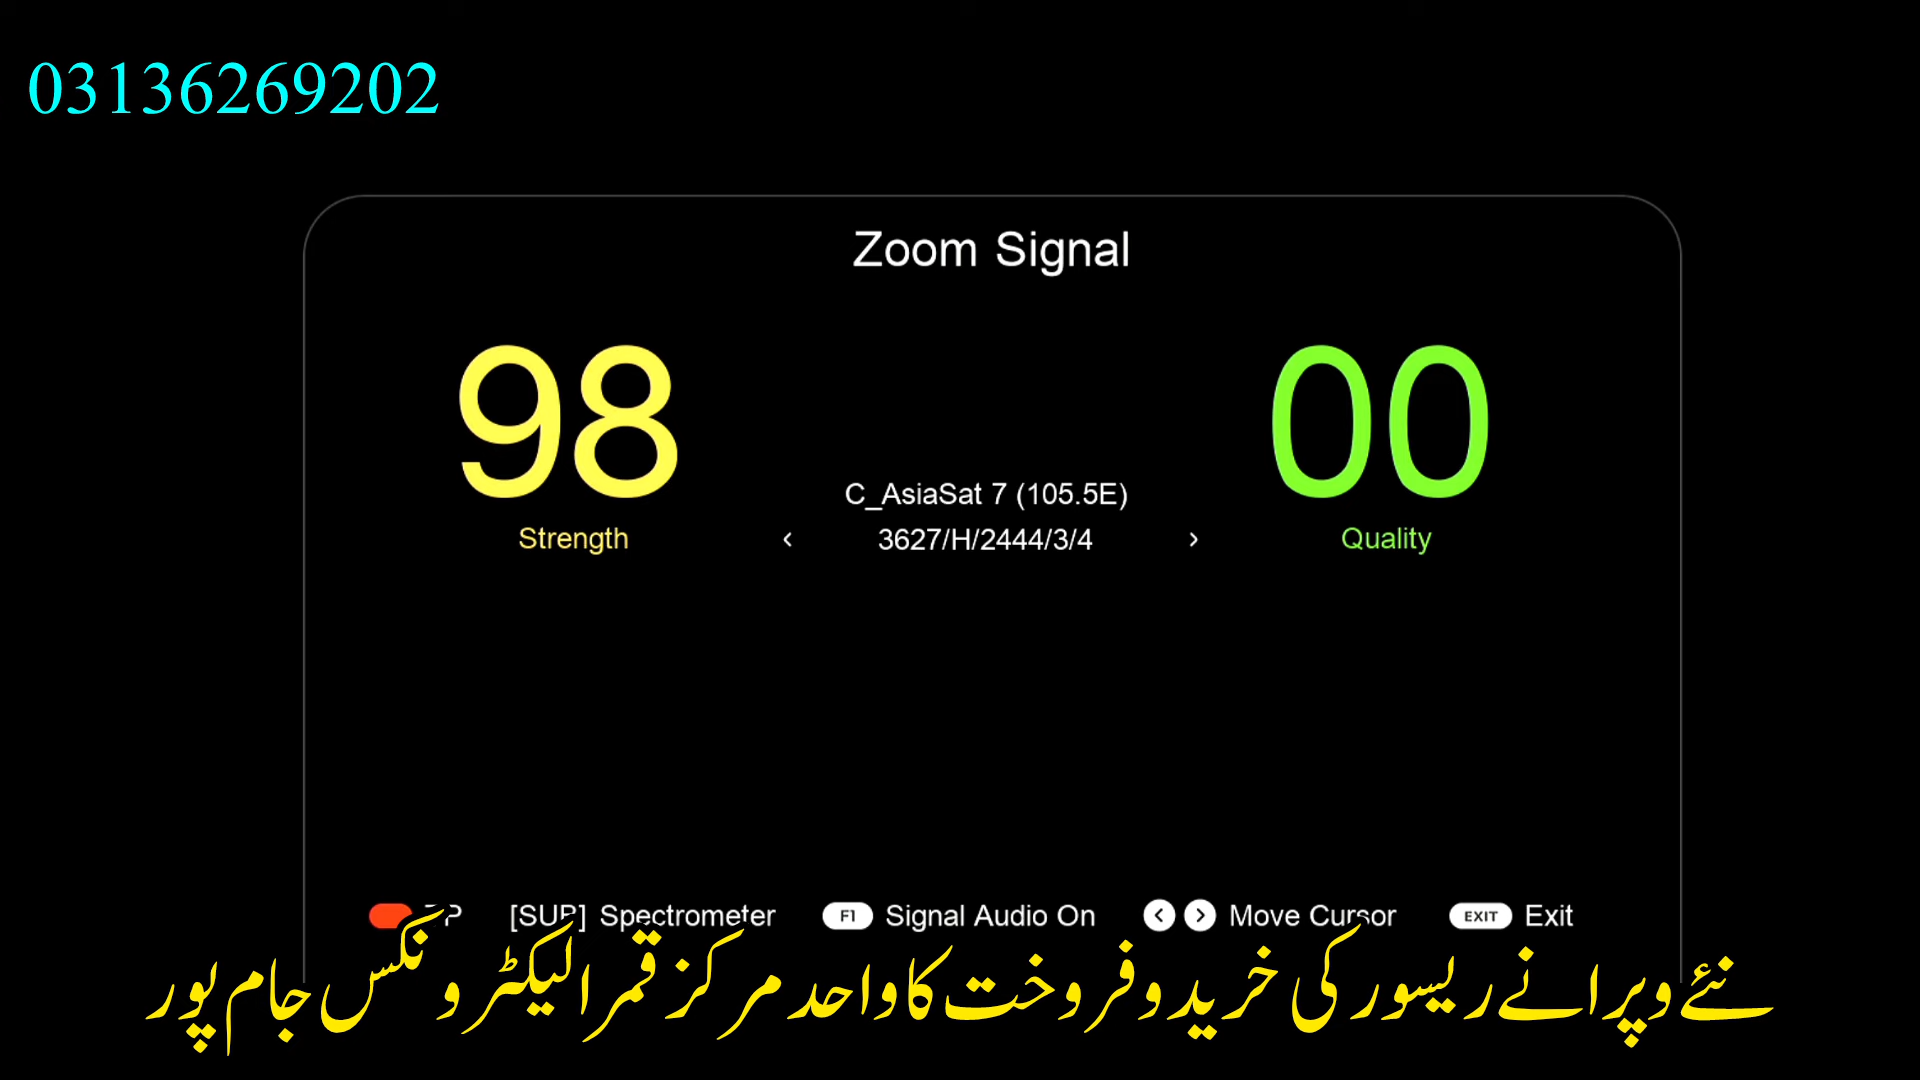 03136269202
Zoom Signal
98
00
C_AsiaSat 7 (105.5E)
Strength
‹ 3627/H/2444/3/4 ›
Quality
[SUP] Spectrometer F1 Signal Audio On ‹ › Move Cursor EXIT Exit
نئے وپرانے ریسور کی خرید وفروخت کا واحد مرکز قمر الیکٹرونکس جام پور